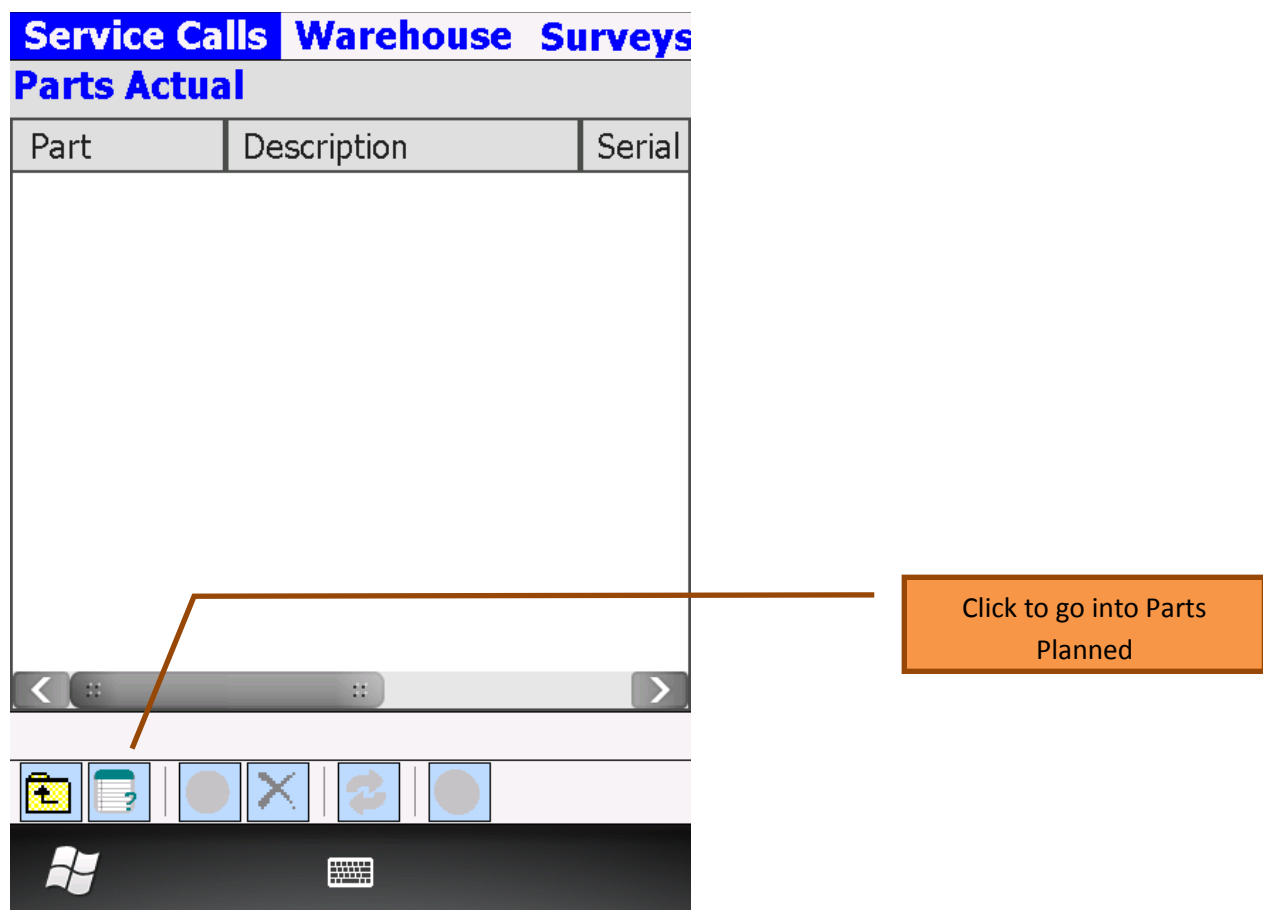 Service Calls Warehouse Surveys
Parts Actual
Part Description Serial
Click to go into Parts
Planned
?